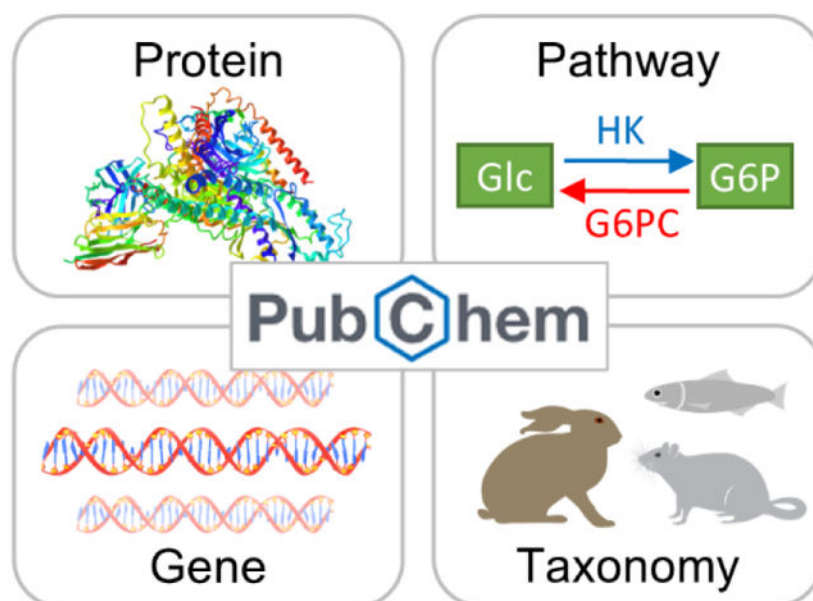 Protein
Pathway
HK
Glc
G6P
G6PC
PubChem
Gene
Taxonomy